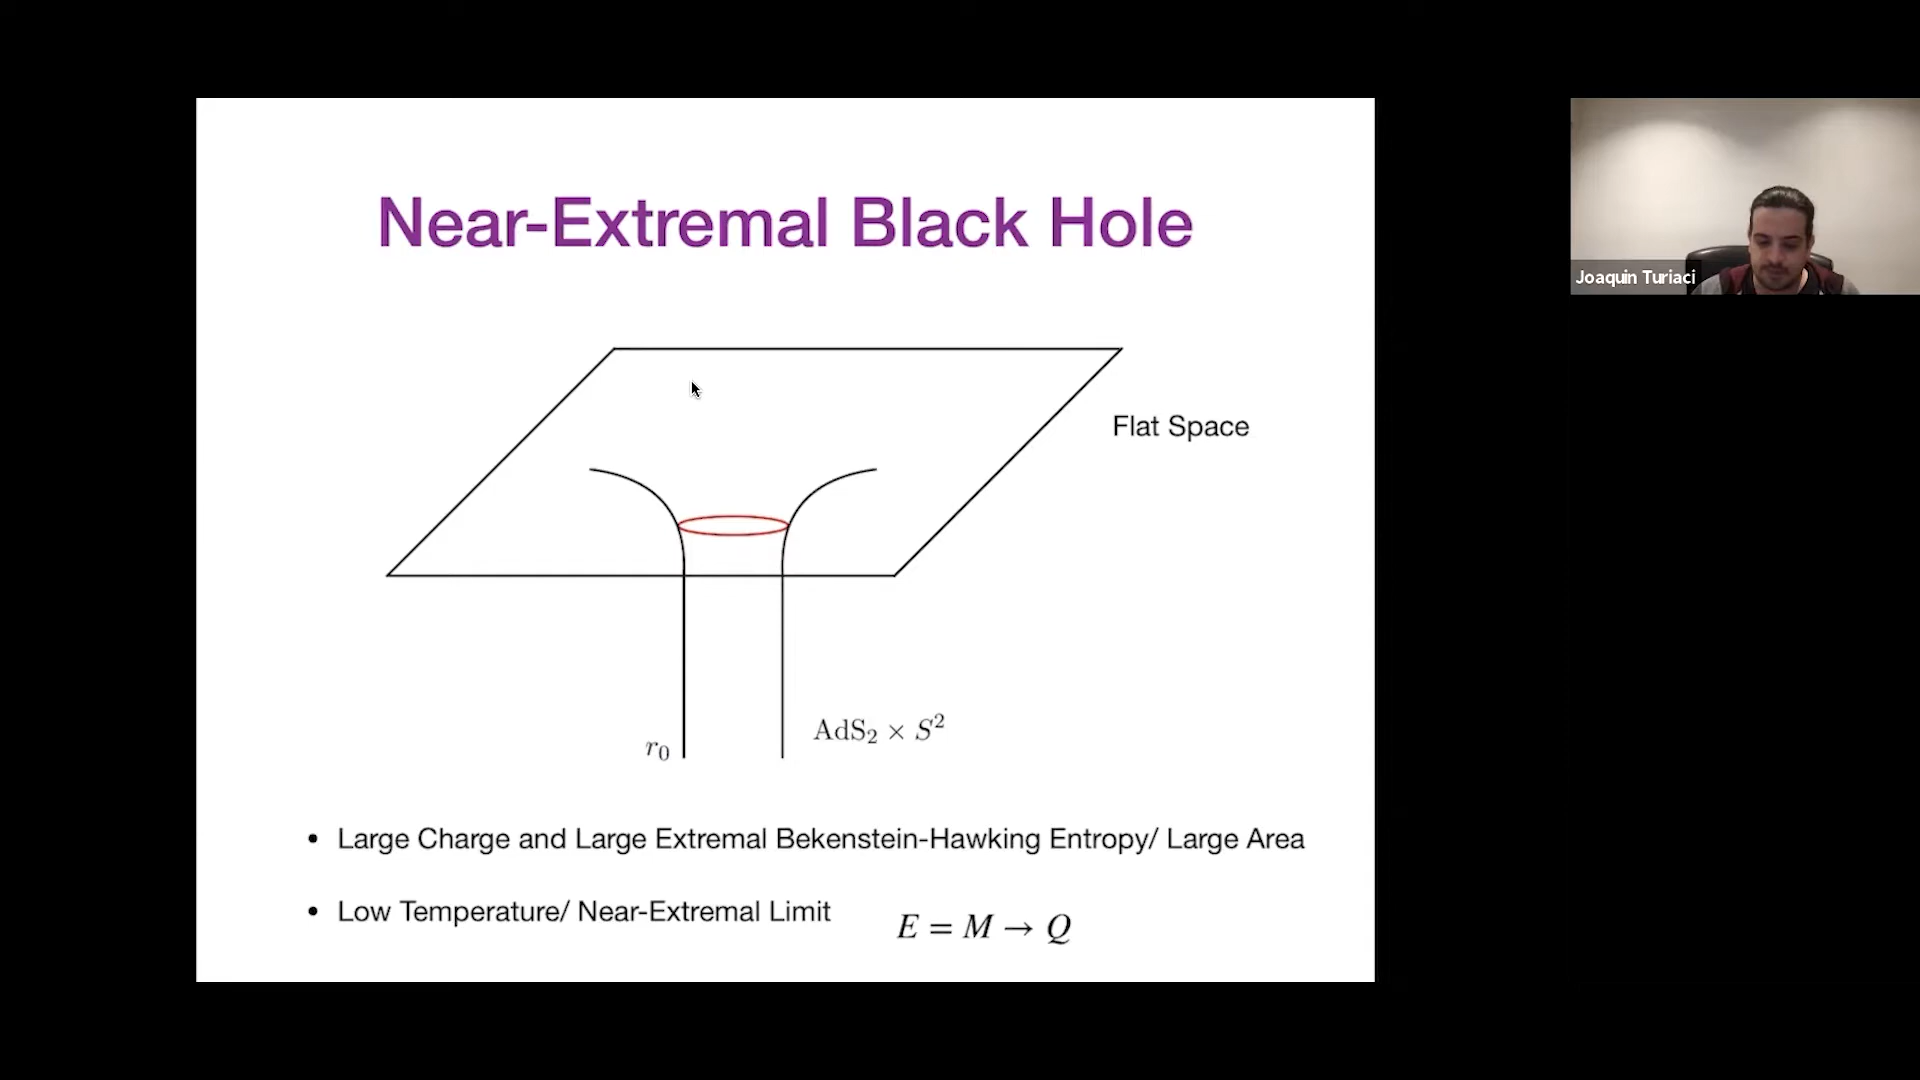 Near-Extremal Black Hole
Flat Space
AdS₂ × S²
r₀
• Large Charge and Large Extremal Bekenstein-Hawking Entropy/ Large Area
• Low Temperature/ Near-Extremal Limit E = M → Q
Joaquin Turiaci